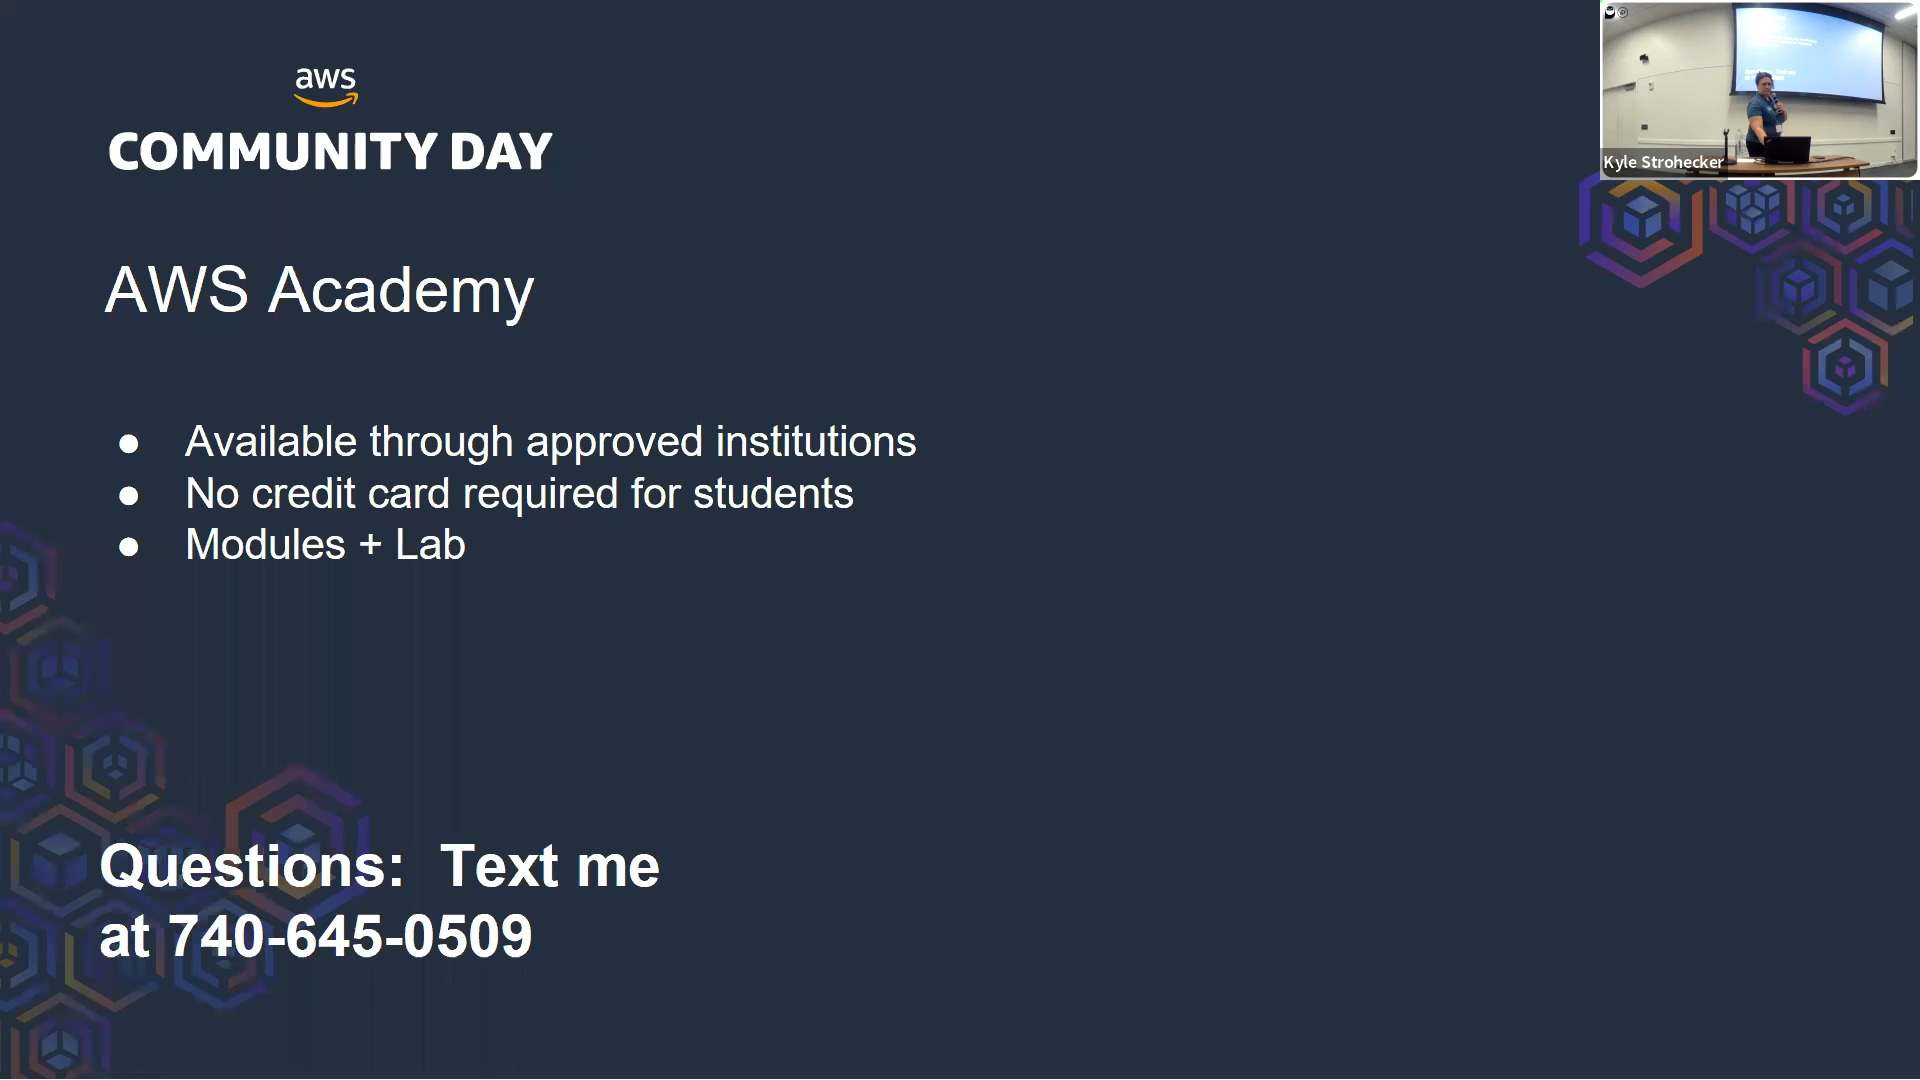 aws
COMMUNITY DAY
AWS Academy
● Available through approved institutions
● No credit card required for students
● Modules + Lab
Questions: Text me
at 740-645-0509
Kyle Strohecker